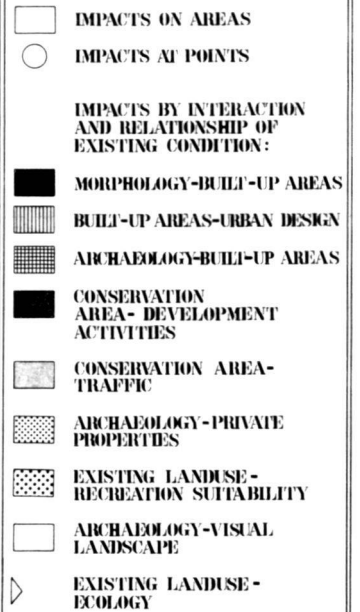 IMPACTS ON AREAS
IMPACTS AT POINTS
IMPACTS BY INTERACTION
AND RELATIONSHIP OF
EXISTING CONDITION:
MORPHOLOGY-BUILT-UP AREAS
BUILT-UP AREAS-URBAN DESIGN
ARCHAEOLOGY-BUILT-UP AREAS
CONSERVATION
AREA- DEVELOPMENT
ACTIVITIES
CONSERVATION AREA-
TRAFFIC
ARCHAEOLOGY-PRIVATE
PROPERTIES
EXISTING LANDUSE-
RECREATION SUITABILITY
ARCHAEOLOGY-VISUAL
LANDSCAPE
EXISTING LANDUSE-
ECOLOGY